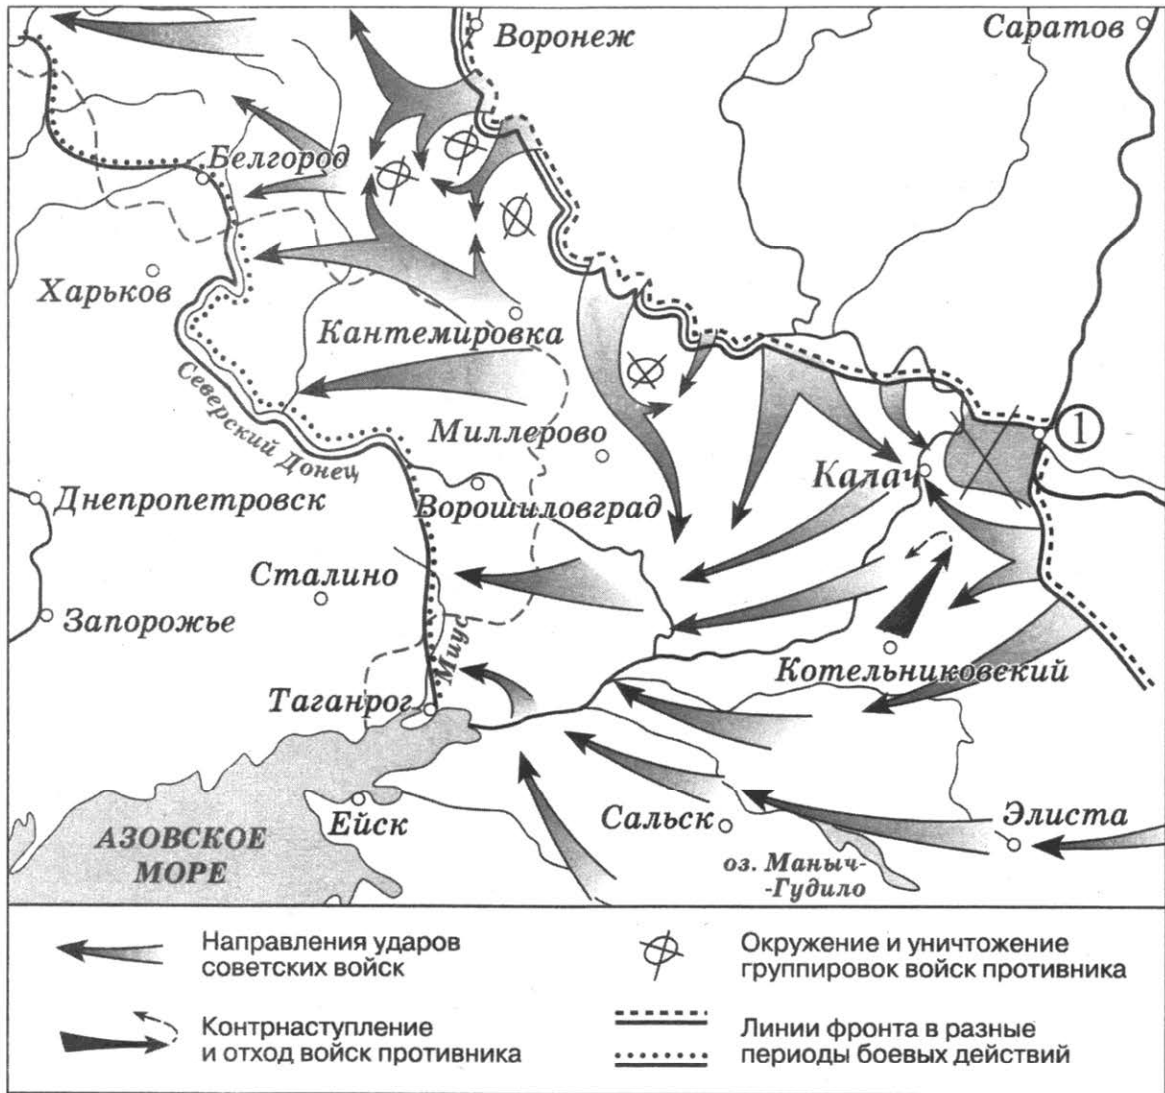 Воронеж
Саратов
Белгород
Харьков
Кантемировка
Северский Донец
Миллерово
1
Калач
Днепропетровск
Ворошиловград
Сталино
Запорожье
Миус
Котельниковский
Таганрог
Ейск
Сальск
Элиста
АЗОВСКОЕ
МОРЕ
оз. Маныч-
-Гудило
Направления ударов
советских войск
Окружение и уничтожение
группировок войск противника
Контрнаступление
и отход войск противника
Линии фронта в разные
периоды боевых действий